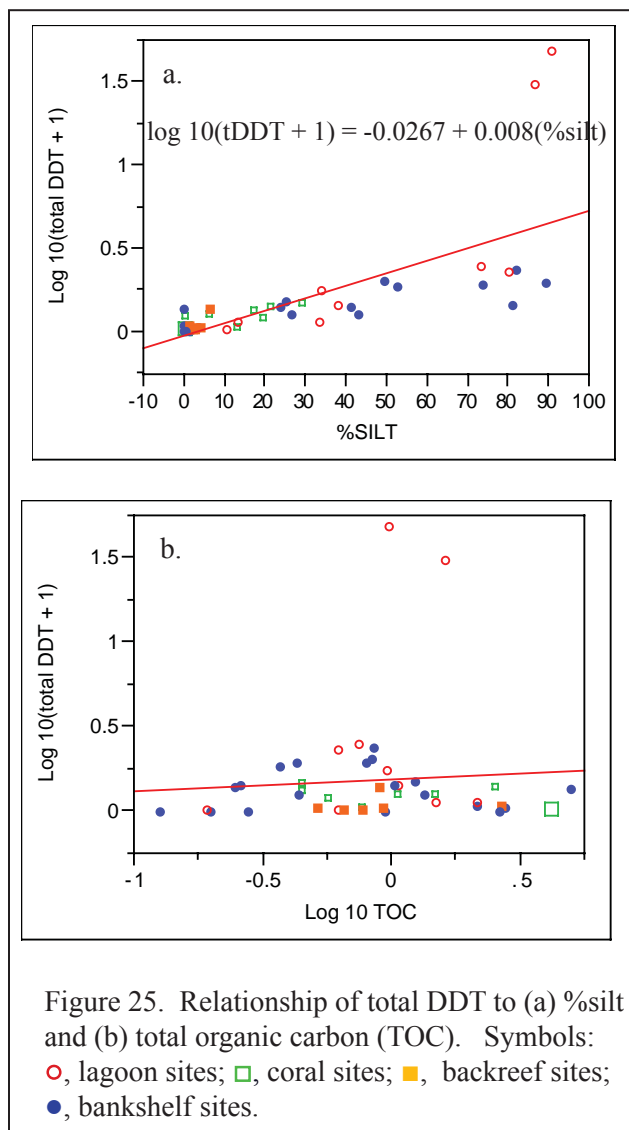 a.
log 10(tDDT + 1) = -0.0267 + 0.008(%silt)
Log 10(total DDT + 1)
1.5
1
0.5
0
-10 0 10 20 30 40 50 60 70 80 90 100
%SILT
b.
Log 10(total DDT + 1)
1.5
1
0.5
0
-1 -0.5 0 .5
Log 10 TOC
Figure 25. Relationship of total DDT to (a) %silt
and (b) total organic carbon (TOC). Symbols:
, lagoon sites; , coral sites; , backreef sites;
, bankshelf sites.